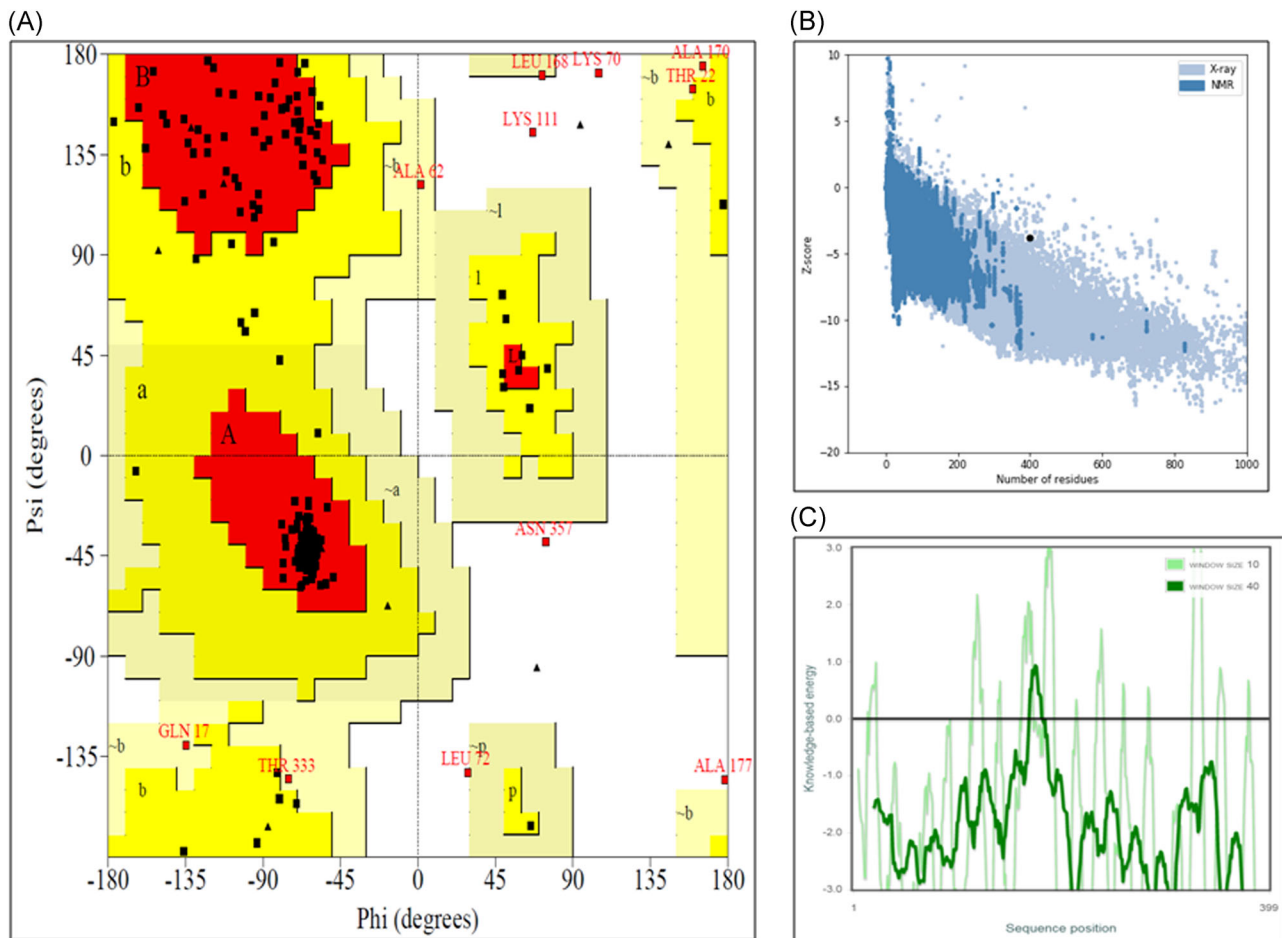 (A)
180
135
90
45
0
-45
-90
-135
-180
Psi (degrees)
B
b
a
A
b
~b
~b
~b
~l
l
L
~a
~b
b
~p
p
~b
LEU 168
LYS 70
ALA 170
THR 22
LYS 111
ALA 62
ASN 357
GLN 17
THR 333
LEU 72
ALA 177
-180
-135
-90
-45
0
45
90
135
180
Phi (degrees)
(B)
10
5
0
−5
−10
−15
−20
Z-score
X-ray
NMR
0
200
400
600
800
1000
Number of residues
(C)
3.0
2.0
1.0
0.0
-1.0
-2.0
-3.0
Knowledge-based energy
WINDOW SIZE 10
WINDOW SIZE 40
1
399
Sequence position